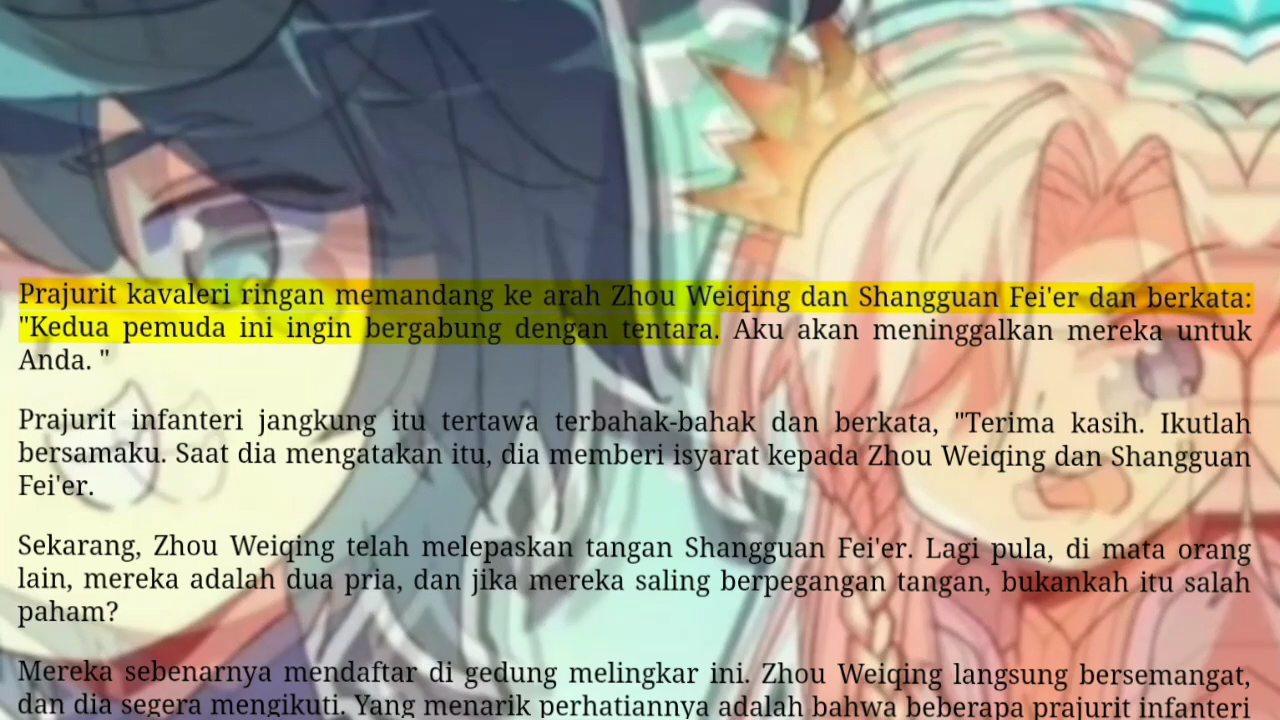 Prajurit kavaleri ringan memandang ke arah Zhou Weiqing dan Shangguan Fei'er dan berkata:
"Kedua pemuda ini ingin bergabung dengan tentara. Aku akan meninggalkan mereka untuk
Anda. "
Prajurit infanteri jangkung itu tertawa terbahak-bahak dan berkata, "Terima kasih. Ikutlah
bersamaku. Saat dia mengatakan itu, dia memberi isyarat kepada Zhou Weiqing dan Shangguan
Fei'er.
Sekarang, Zhou Weiqing telah melepaskan tangan Shangguan Fei'er. Lagi pula, di mata orang
lain, mereka adalah dua pria, dan jika mereka saling berpegangan tangan, bukankah itu salah
paham?
Mereka sebenarnya mendaftar di gedung melingkar ini. Zhou Weiqing langsung bersemangat,
dan dia segera mengikuti. Yang menarik perhatiannya adalah bahwa beberapa prajurit infanteri